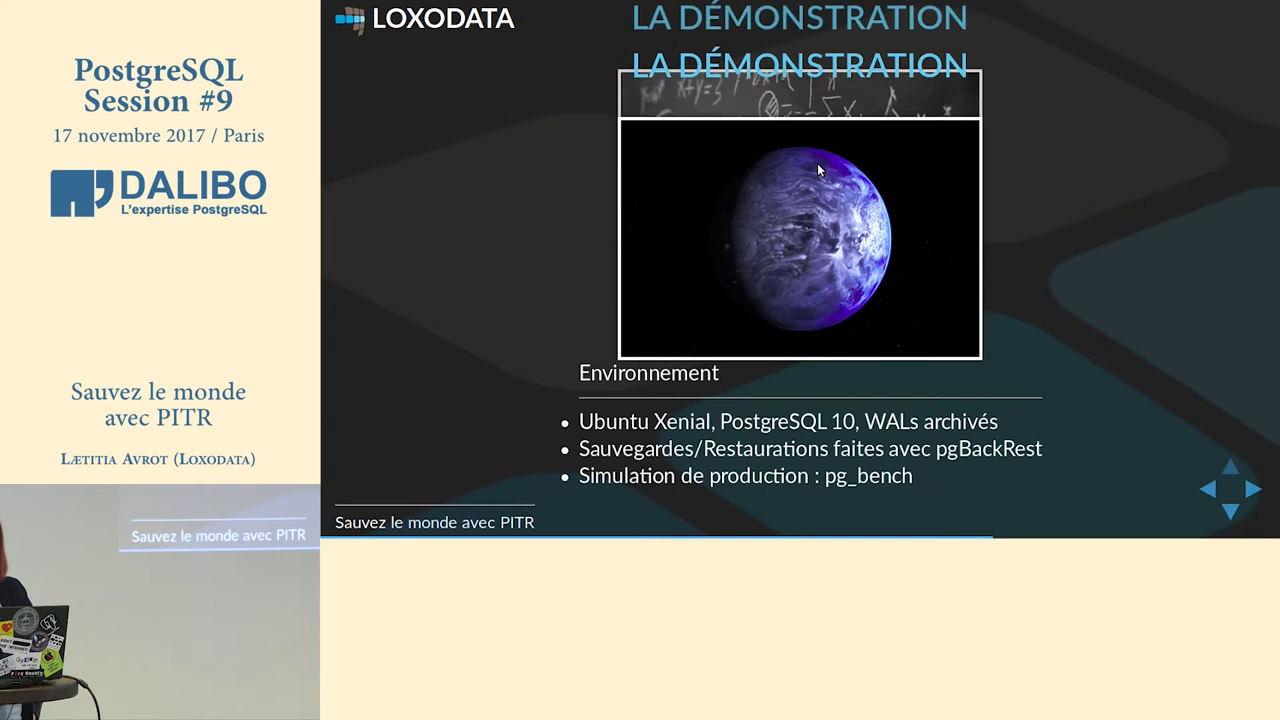 PostgreSQL
Session #9
17 novembre 2017 / Paris
DALIBO
L'expertise PostgreSQL
Sauvez le monde
avec PITR
Lætitia Avrot (Loxodata)
LOXODATA
LA DÉMONSTRATION
LA DÉMONSTRATION
Environnement
Ubuntu Xenial, PostgreSQL 10, WALs archivés
Sauvegardes/Restaurations faites avec pgBackRest
Simulation de production : pg_bench
Sauvez le monde avec PITR
Sauvez le monde avec PITR